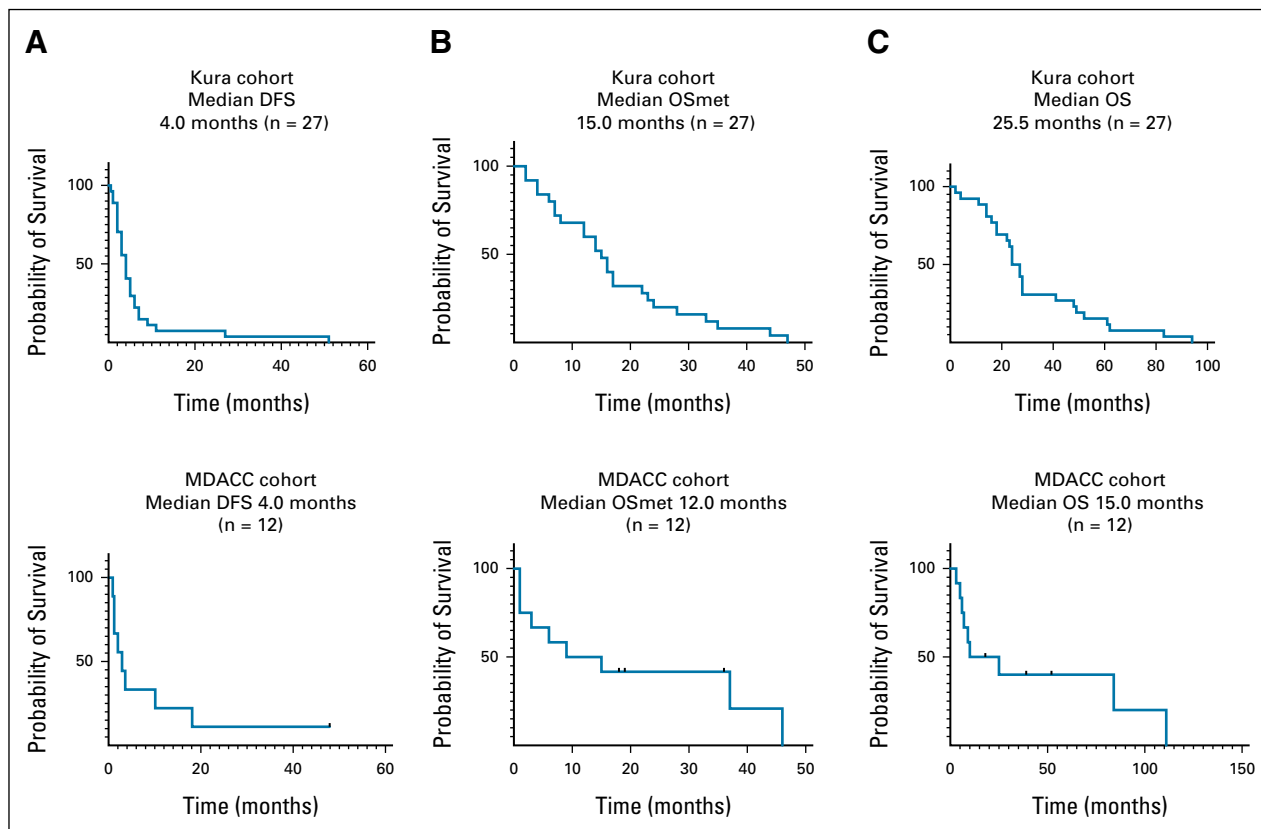 A
Kura cohort
Median DFS
4.0 months (n = 27)
Probability of Survival
100
50
0
20
40
60
Time (months)
B
Kura cohort
Median OSmet
15.0 months (n = 27)
Probability of Survival
100
50
0
10
20
30
40
50
Time (months)
C
Kura cohort
Median OS
25.5 months (n = 27)
Probability of Survival
100
50
0
20
40
60
80
100
Time (months)
MDACC cohort
Median DFS 4.0 months
(n = 12)
Probability of Survival
100
50
0
20
40
60
Time (months)
MDACC cohort
Median OSmet 12.0 months
(n = 12)
Probability of Survival
100
50
0
10
20
30
40
50
Time (months)
MDACC cohort
Median OS 15.0 months
(n = 12)
Probability of Survival
100
50
0
50
100
150
Time (months)